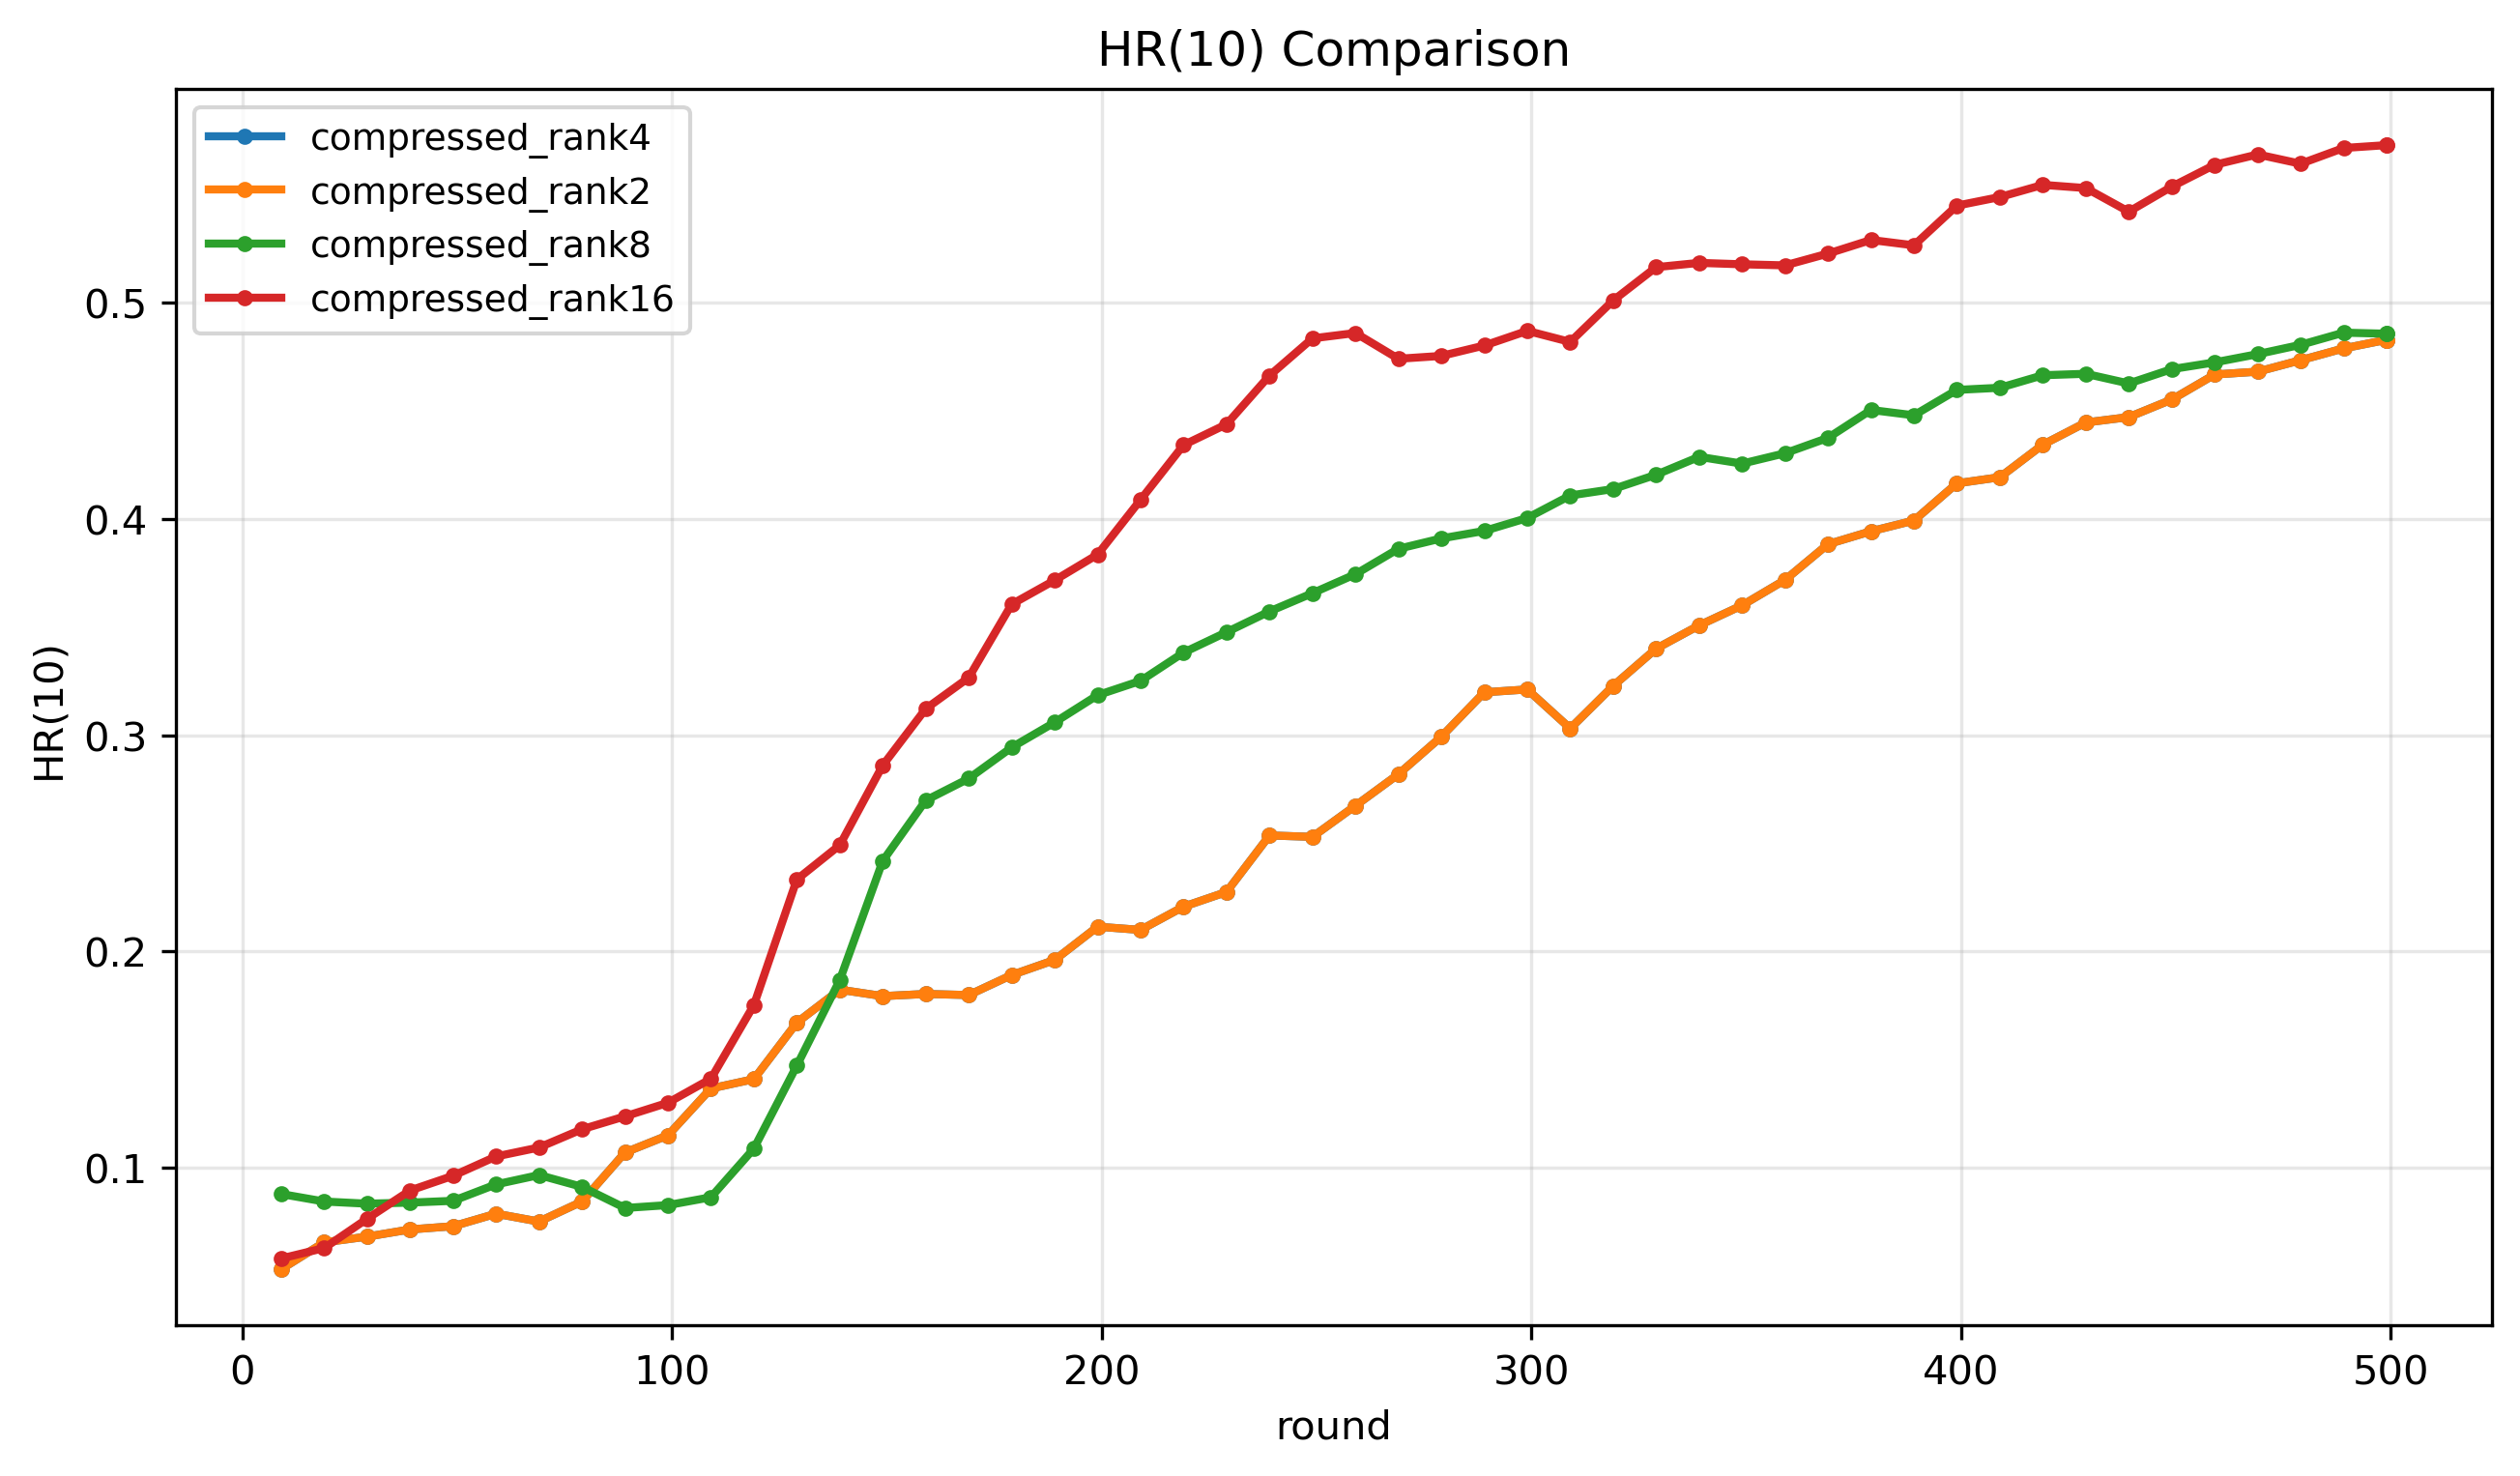 HR(10) Comparison
compressed_rank4
compressed_rank2
compressed_rank8
compressed_rank16
0.5
0.4
0.3
0.2
0.1
HR(10)
0 100 200 300 400 500
round